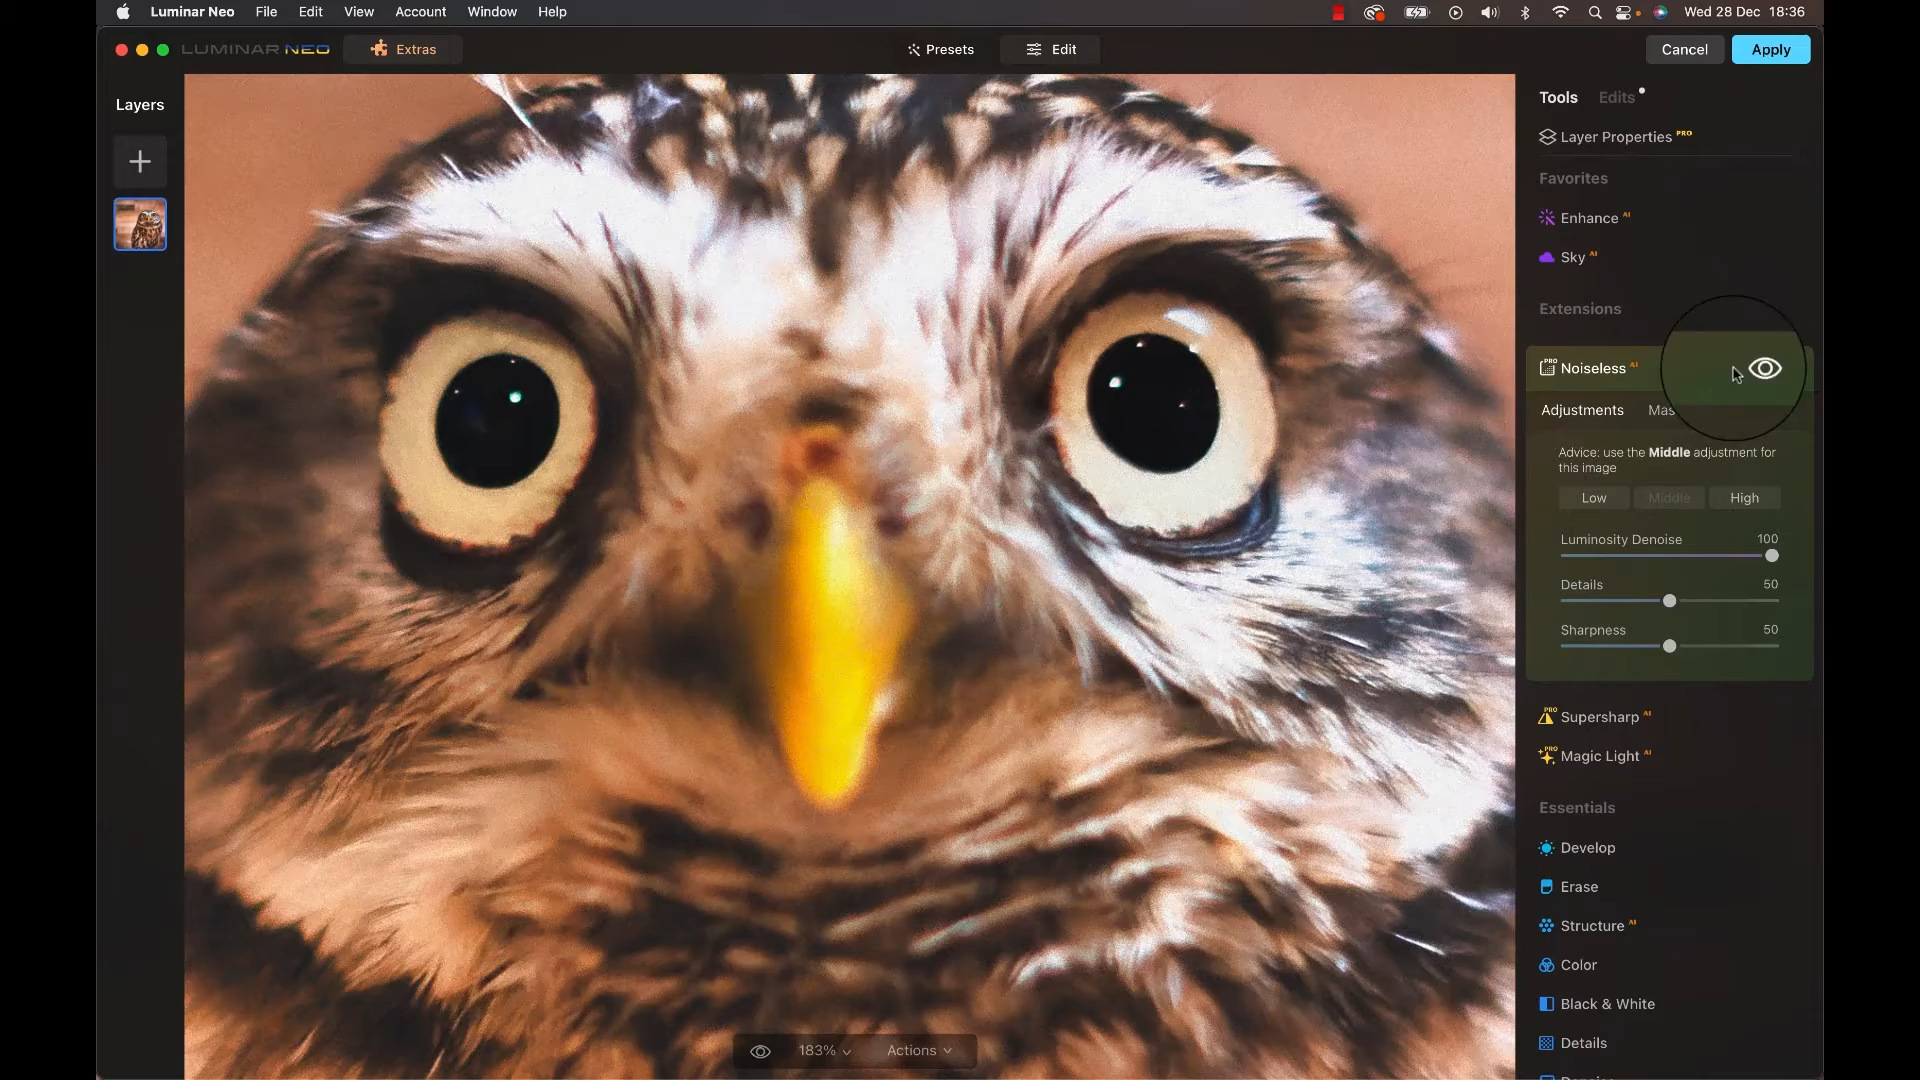 Luminar Neo File Edit View Account Window Help Wed 28 Dec 18:36
LUMINAR NEO Extras Presets Edit Cancel Apply
Layers
Tools Edits
Layer Properties PRO
Favorites
Enhance AI
Sky AI
Extensions
PRO Noiseless AI
Adjustments Mas
Advice: use the Middle adjustment for
this image
Low Middle High
Luminosity Denoise 100
Details 50
Sharpness 50
PRO Supersharp AI
PRO Magic Light AI
Essentials
Develop
Erase
Structure AI
Color
Black & White
Details
183% Actions